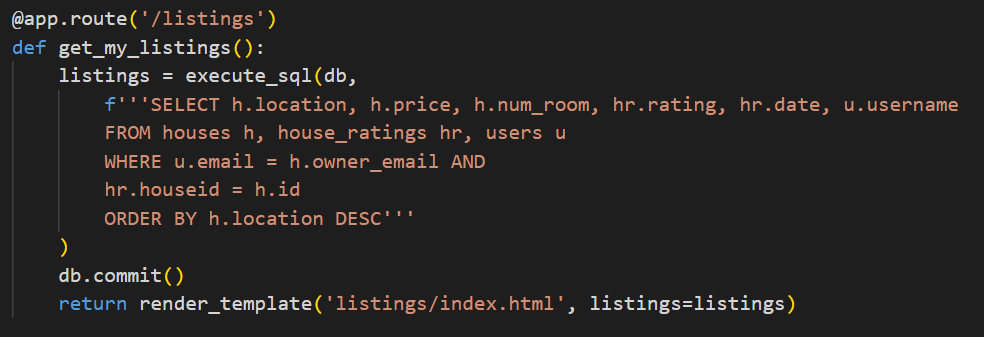 @app.route('/listings')
def get_my_listings():
    listings = execute_sql(db,
        f'''SELECT h.location, h.price, h.num_room, hr.rating, hr.date, u.username
        FROM houses h, house_ratings hr, users u
        WHERE u.email = h.owner_email AND
        hr.houseid = h.id
        ORDER BY h.location DESC'''
    )
    db.commit()
    return render_template('listings/index.html', listings=listings)